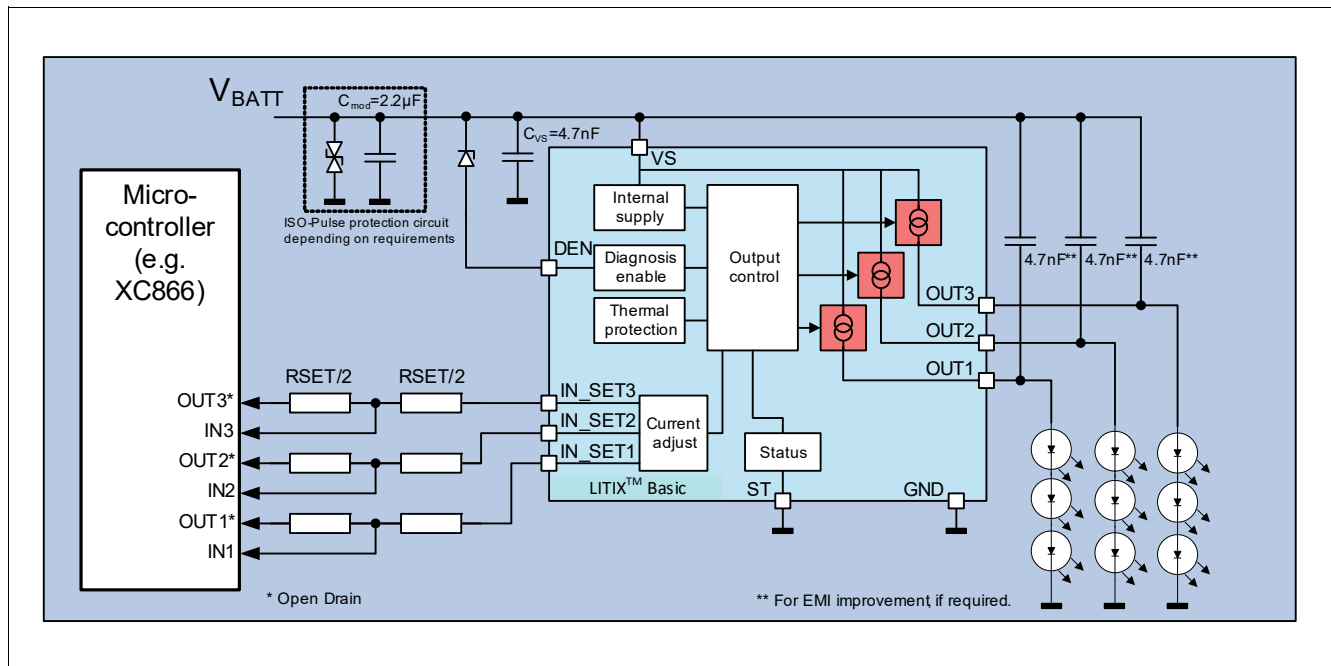 V_BATT
C_mod=2.2µF
C_VS=4.7nF
ISO-Pulse protection circuit
depending on requirements
Micro-
controller
(e.g.
XC866)
VS
Internal
supply
DEN
Diagnosis
enable
Thermal
protection
Output
control
4.7nF**
4.7nF**
4.7nF**
OUT3
OUT2
OUT1
RSET/2
RSET/2
OUT3*
IN3
OUT2*
IN2
OUT1*
IN1
IN_SET3
IN_SET2
IN_SET1
Current
adjust
Status
LITIX™ Basic
ST
GND
* Open Drain
** For EMI improvement, if required.